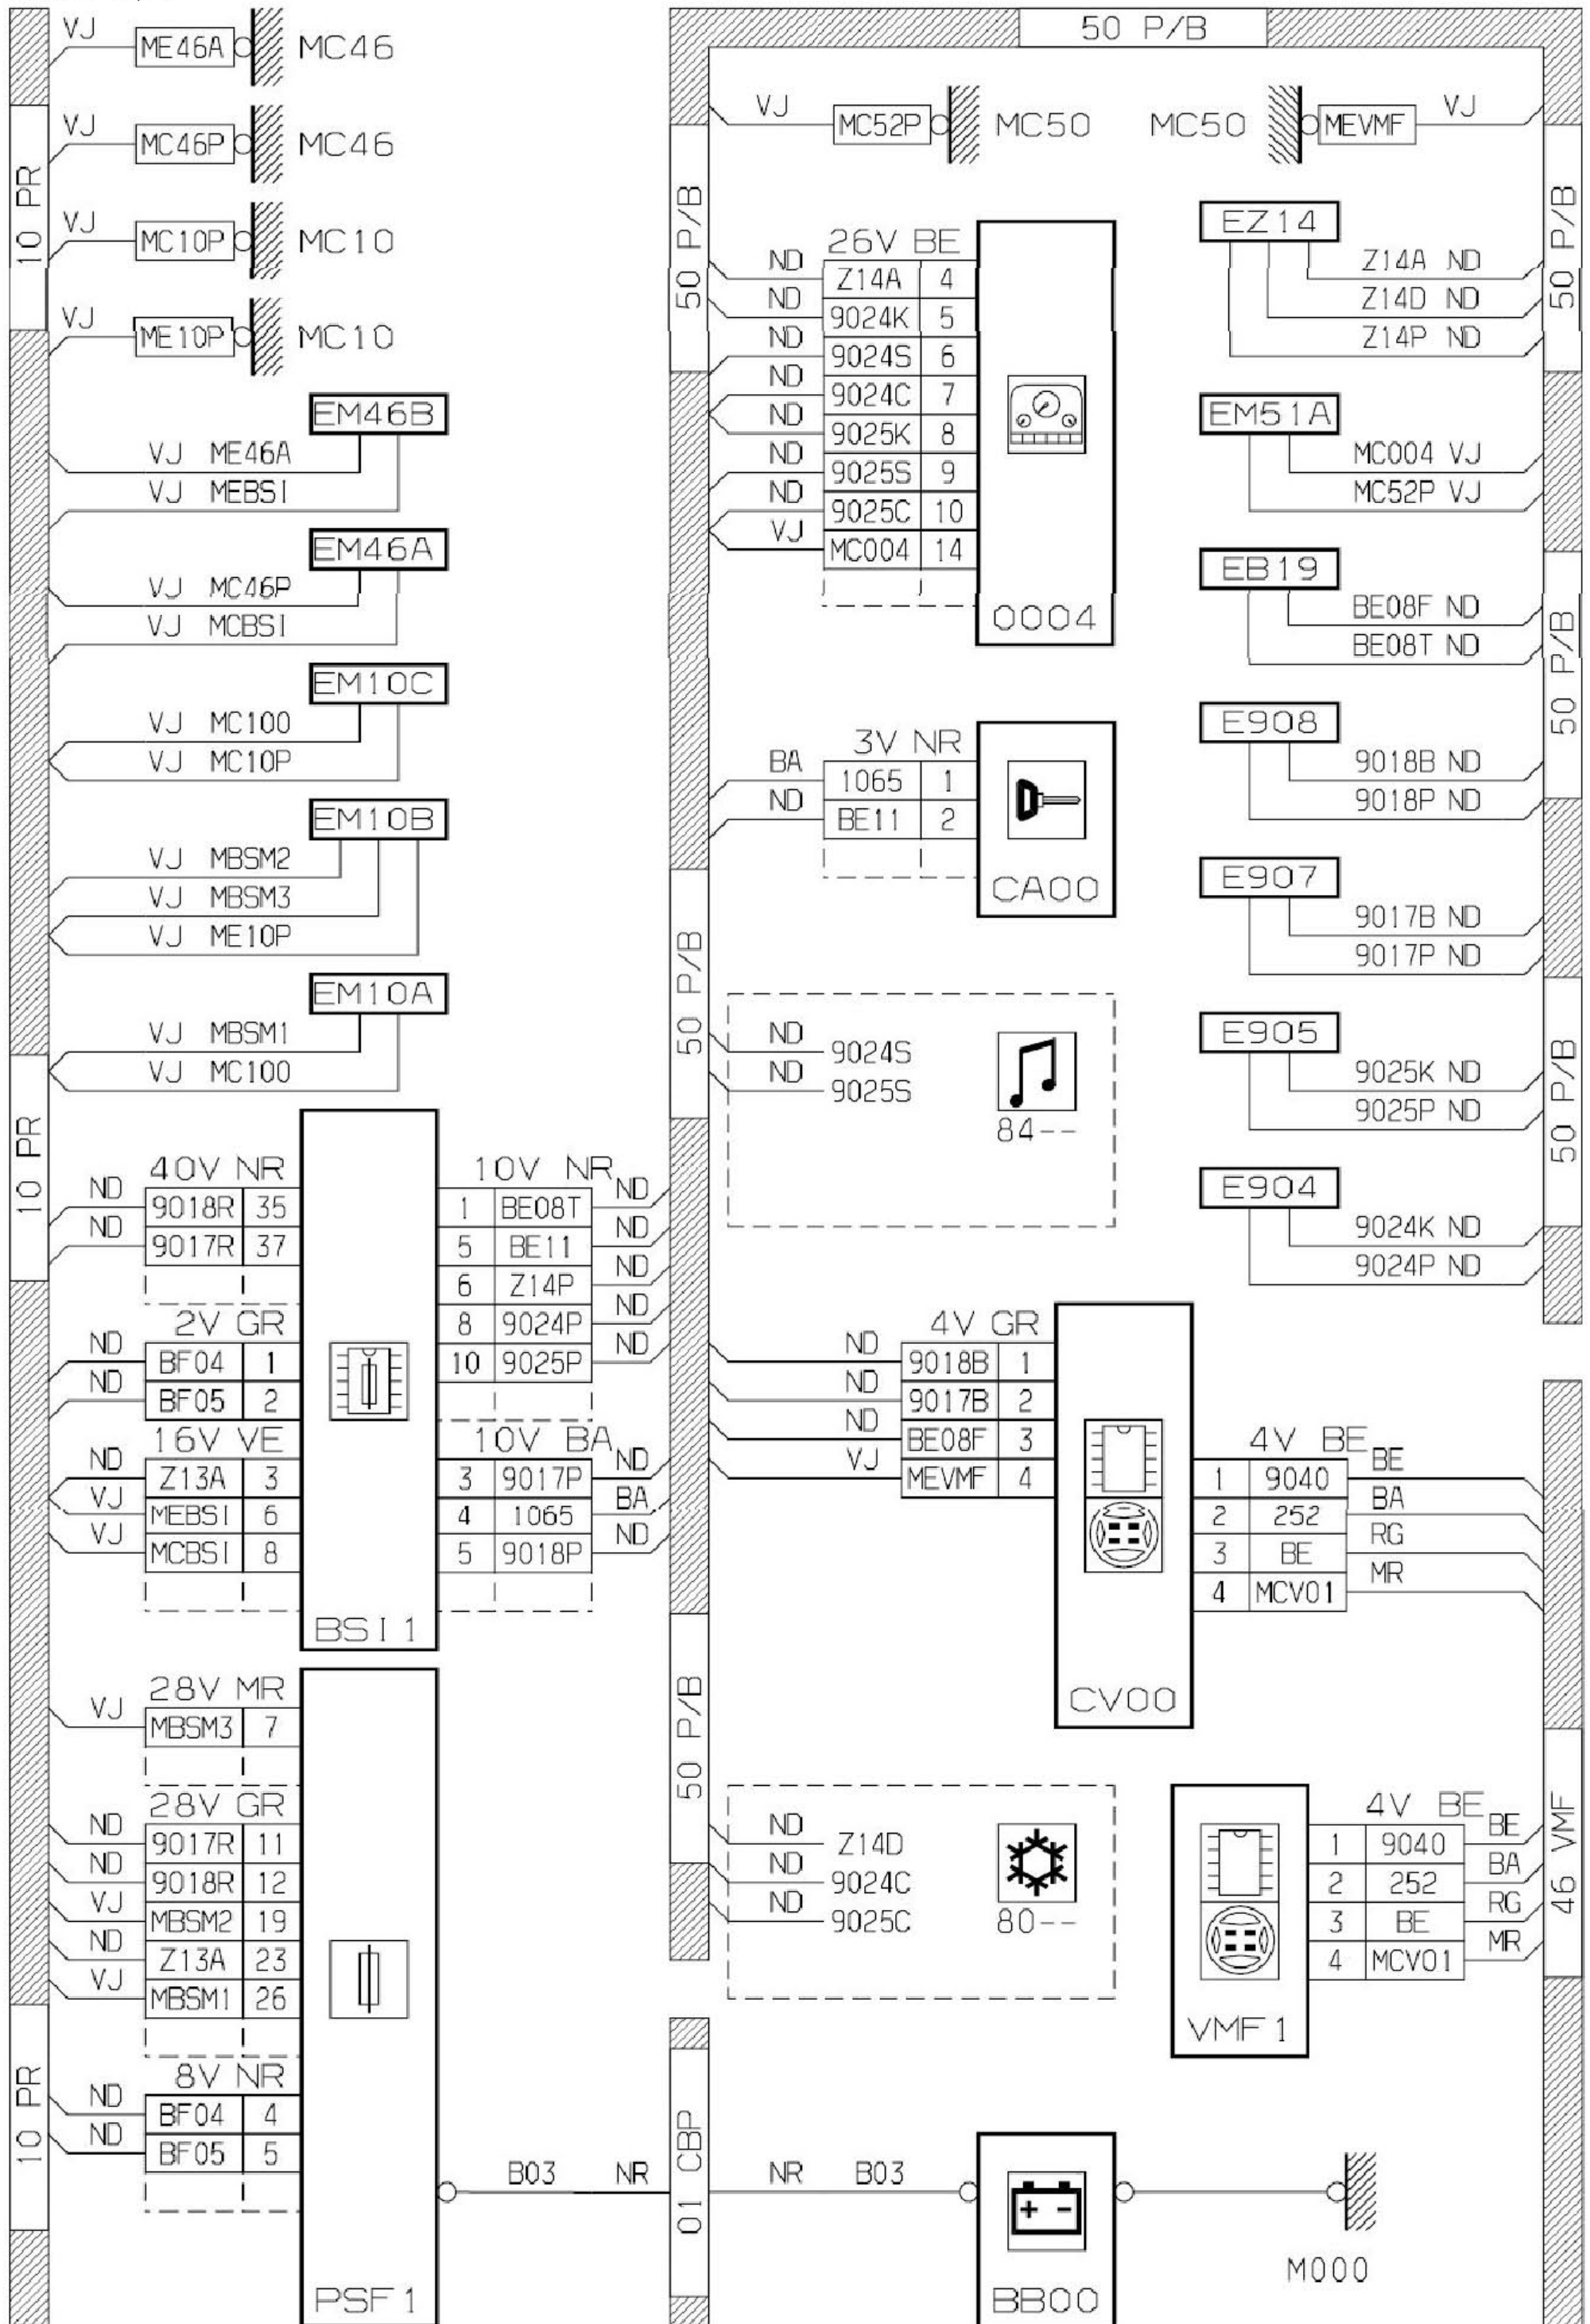 VJ ME46A MC46
VJ MC46P MC46
10 PR
VJ MC10P MC10
VJ ME10P MC10
EM46B
VJ ME46A
VJ MEBSI
EM46A
VJ MC46P
VJ MCBSI
EM10C
VJ MC100
VJ MC10P
EM10B
VJ MBSM2
VJ MBSM3
VJ ME10P
EM10A
VJ MBSM1
VJ MC100
10 PR
40V NR
ND 9018R 35
ND 9017R 37
2V GR
ND BF04 1
ND BF05 2
16V VE
ND Z13A 3
VJ MEBSI 6
VJ MCBSI 8
10V NR
1 BE08T ND
5 BE11 ND
6 Z14P ND
8 9024P ND
10 9025P ND
10V BA
3 9017P ND
4 1065 BA
5 9018P ND
BSI1
28V MR
VJ MBSM3 7
28V GR
ND 9017R 11
ND 9018R 12
VJ MBSM2 19
ND Z13A 23
VJ MBSM1 26
10 PR
8V NR
ND BF04 4
ND BF05 5
PSF1
B03 NR
50 P/B
VJ MC52P MC50
MC50 MEVMF VJ
50 P/B
26V BE
ND Z14A 4
ND 9024K 5
ND 9024S 6
ND 9024C 7
ND 9025K 8
ND 9025S 9
ND 9025C 10
VJ MC004 14
0004
3V NR
BA 1065 1
ND BE11 2
CA00
50 P/B
ND 9024S
ND 9025S
84--
4V GR
ND 9018B 1
ND 9017B 2
ND BE08F 3
VJ MEVMF 4
4V BE
1 9040 BE
2 252 BA
3 BE RG
4 MCV01 MR
CV00
50 P/B
ND Z14D
ND 9024C
ND 9025C
80--
01 CBP
NR B03
+ -
BB00
M000
50 P/B
EZ14
Z14A ND
Z14D ND
Z14P ND
EM51A
MC004 VJ
MC52P VJ
EB19
BE08F ND
BE08T ND
50 P/B
E908
9018B ND
9018P ND
E907
9017B ND
9017P ND
E905
9025K ND
9025P ND
50 P/B
E904
9024K ND
9024P ND
4V BE
1 9040 BE
2 252 BA
3 BE RG
4 MCV01 MR
VMF1
46 VMF